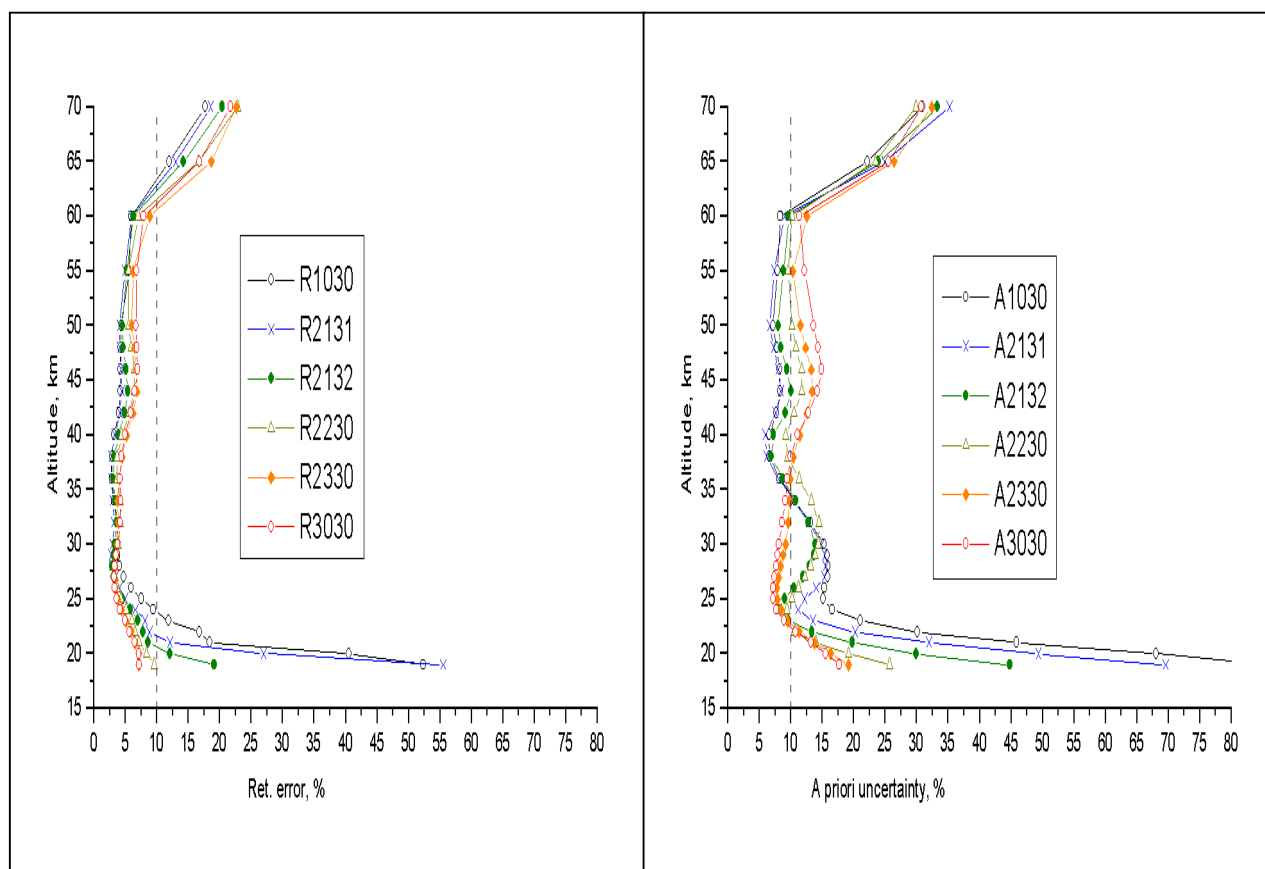 70
65
60
55
50
45
40
35
30
25
20
15
Altitude, km
0 5 10 15 20 25 30 35 40 45 50 55 60 65 70 75 80
Ret. error, %
R1030
R2131
R2132
R2230
R2330
R3030
70
65
60
55
50
45
40
35
30
25
20
15
Altitude, km
0 5 10 15 20 25 30 35 40 45 50 55 60 65 70 75 80
A priori uncertainty, %
A1030
A2131
A2132
A2230
A2330
A3030